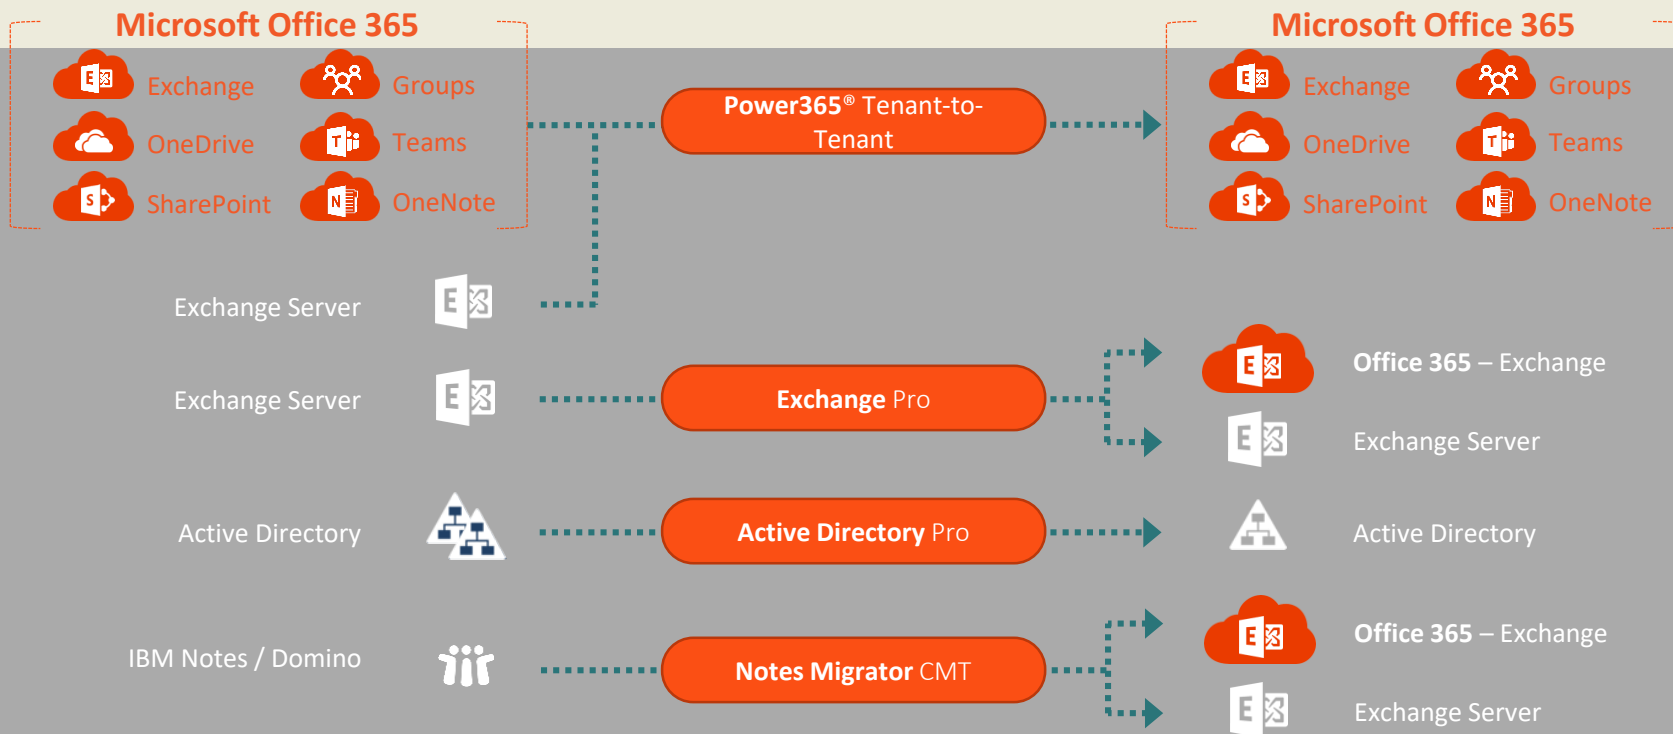 Microsoft Office 365
Exchange
Groups
OneDrive
Teams
SharePoint
OneNote
Power365® Tenant-to-
Tenant
Microsoft Office 365
Exchange
Groups
OneDrive
Teams
SharePoint
OneNote
Exchange Server
Exchange Server
Exchange Pro
Office 365 – Exchange
Exchange Server
Active Directory
Active Directory Pro
Active Directory
IBM Notes / Domino
Notes Migrator CMT
Office 365 – Exchange
Exchange Server